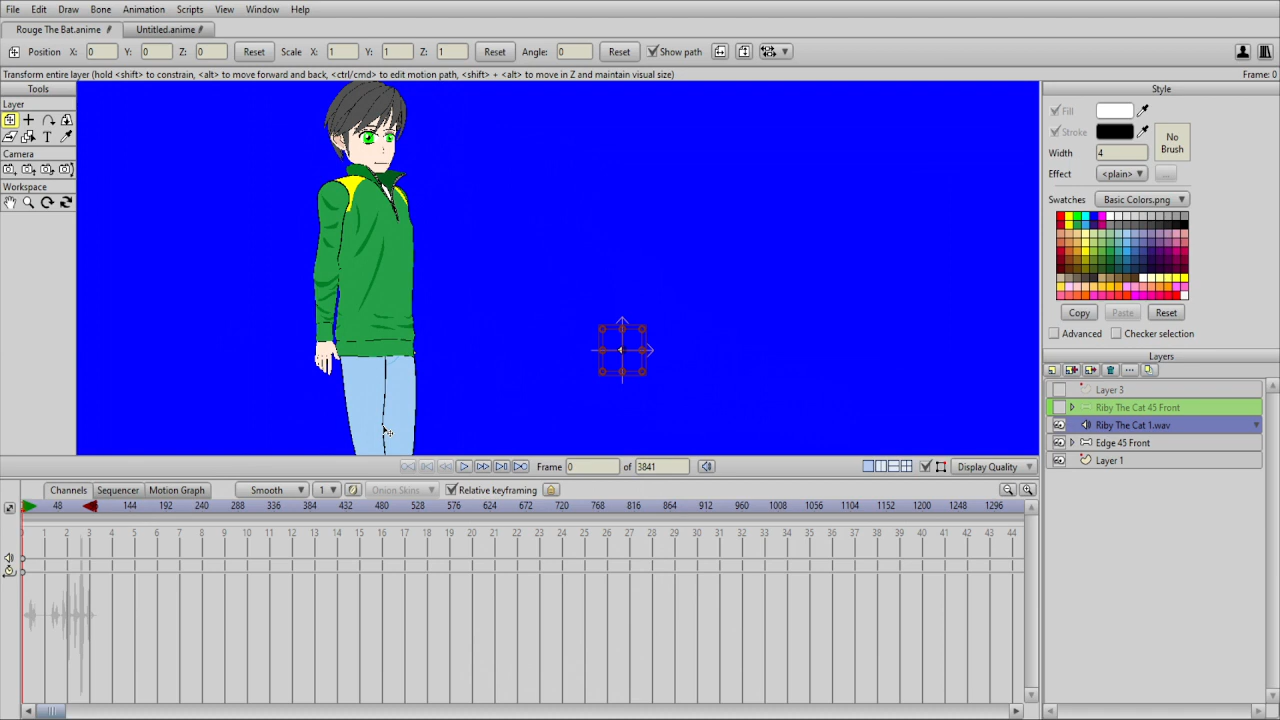 File Edit Draw Bone Animation Scripts View Window Help
Rouge The Bat.anime Untitled.anime
Position X: 0 Y: 0 Z: 0 Reset Scale X: 1 Y: 1 Z: 1 Reset Angle: 0 Reset Show path
Transform entire layer (hold <shift> to constrain, <alt> to move forward and back, <ctrl/cmd> to edit motion path, <shift> + <alt> to move in Z and maintain visual size) Frame: 0
Tools
Layer
Camera
Workspace
Style
Fill
Stroke
No
Brush
Width 4
Effect <plain> ...
Swatches Basic Colors.png
Copy Paste Reset
Advanced Checker selection
Layers
Layer 3
Riby The Cat 45 Front
Riby The Cat 1.wav
Edge 45 Front
Layer 1
Frame 0 of 3841 Display Quality
Channels Sequencer Motion Graph Smooth 1 Onion Skins Relative keyframing
48 144 192 240 288 336 384 432 480 528 576 624 672 720 768 816 864 912 960 1008 1056 1104 1152 1200 1248 1296
1 2 3 4 5 6 7 8 9 10 11 12 13 14 15 16 17 18 19 20 21 22 23 24 25 26 27 28 29 30 31 32 33 34 35 36 37 38 39 40 41 42 43 44